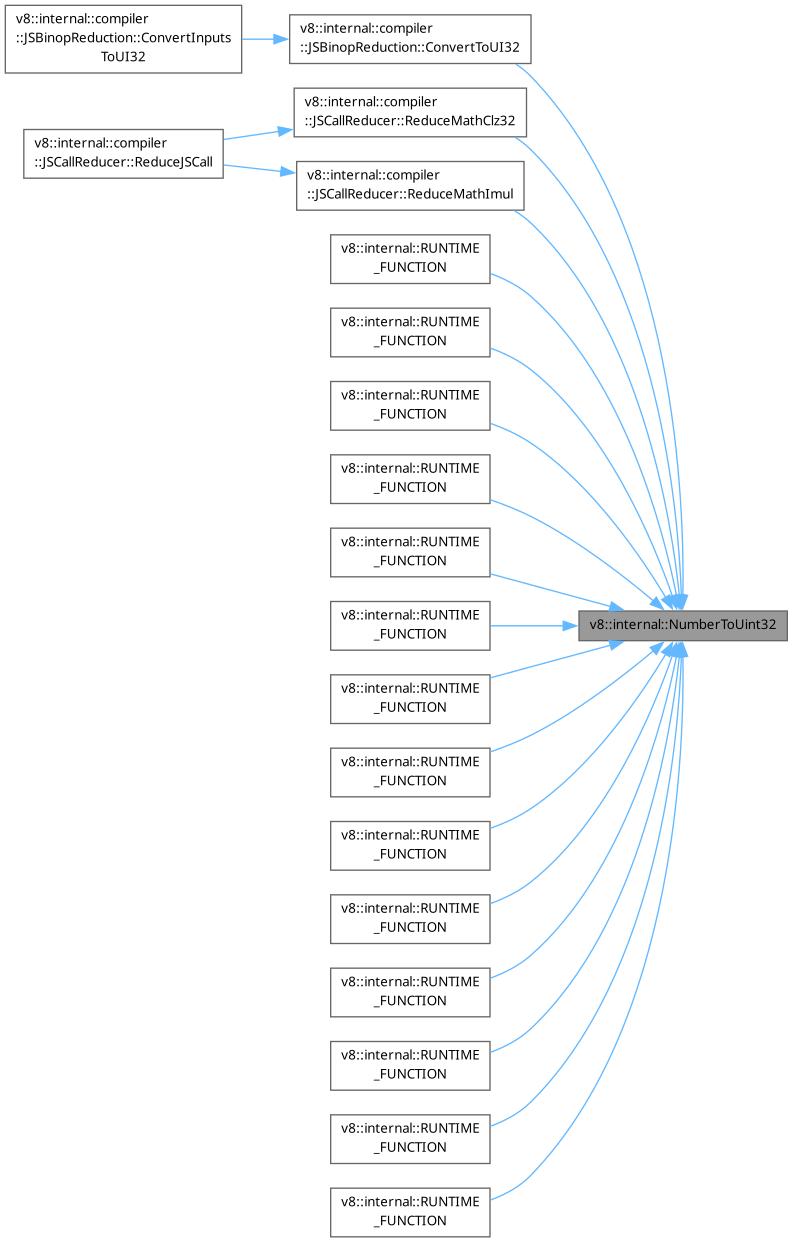 v8::internal::compiler
::JSBinopReduction::ConvertInputs
ToUI32
v8::internal::compiler
::JSBinopReduction::ConvertToUI32
v8::internal::compiler
::JSCallReducer::ReduceMathClz32
v8::internal::compiler
::JSCallReducer::ReduceJSCall
v8::internal::compiler
::JSCallReducer::ReduceMathImul
v8::internal::RUNTIME
_FUNCTION
v8::internal::RUNTIME
_FUNCTION
v8::internal::RUNTIME
_FUNCTION
v8::internal::RUNTIME
_FUNCTION
v8::internal::RUNTIME
_FUNCTION
v8::internal::RUNTIME
_FUNCTION
v8::internal::NumberToUint32
v8::internal::RUNTIME
_FUNCTION
v8::internal::RUNTIME
_FUNCTION
v8::internal::RUNTIME
_FUNCTION
v8::internal::RUNTIME
_FUNCTION
v8::internal::RUNTIME
_FUNCTION
v8::internal::RUNTIME
_FUNCTION
v8::internal::RUNTIME
_FUNCTION
v8::internal::RUNTIME
_FUNCTION